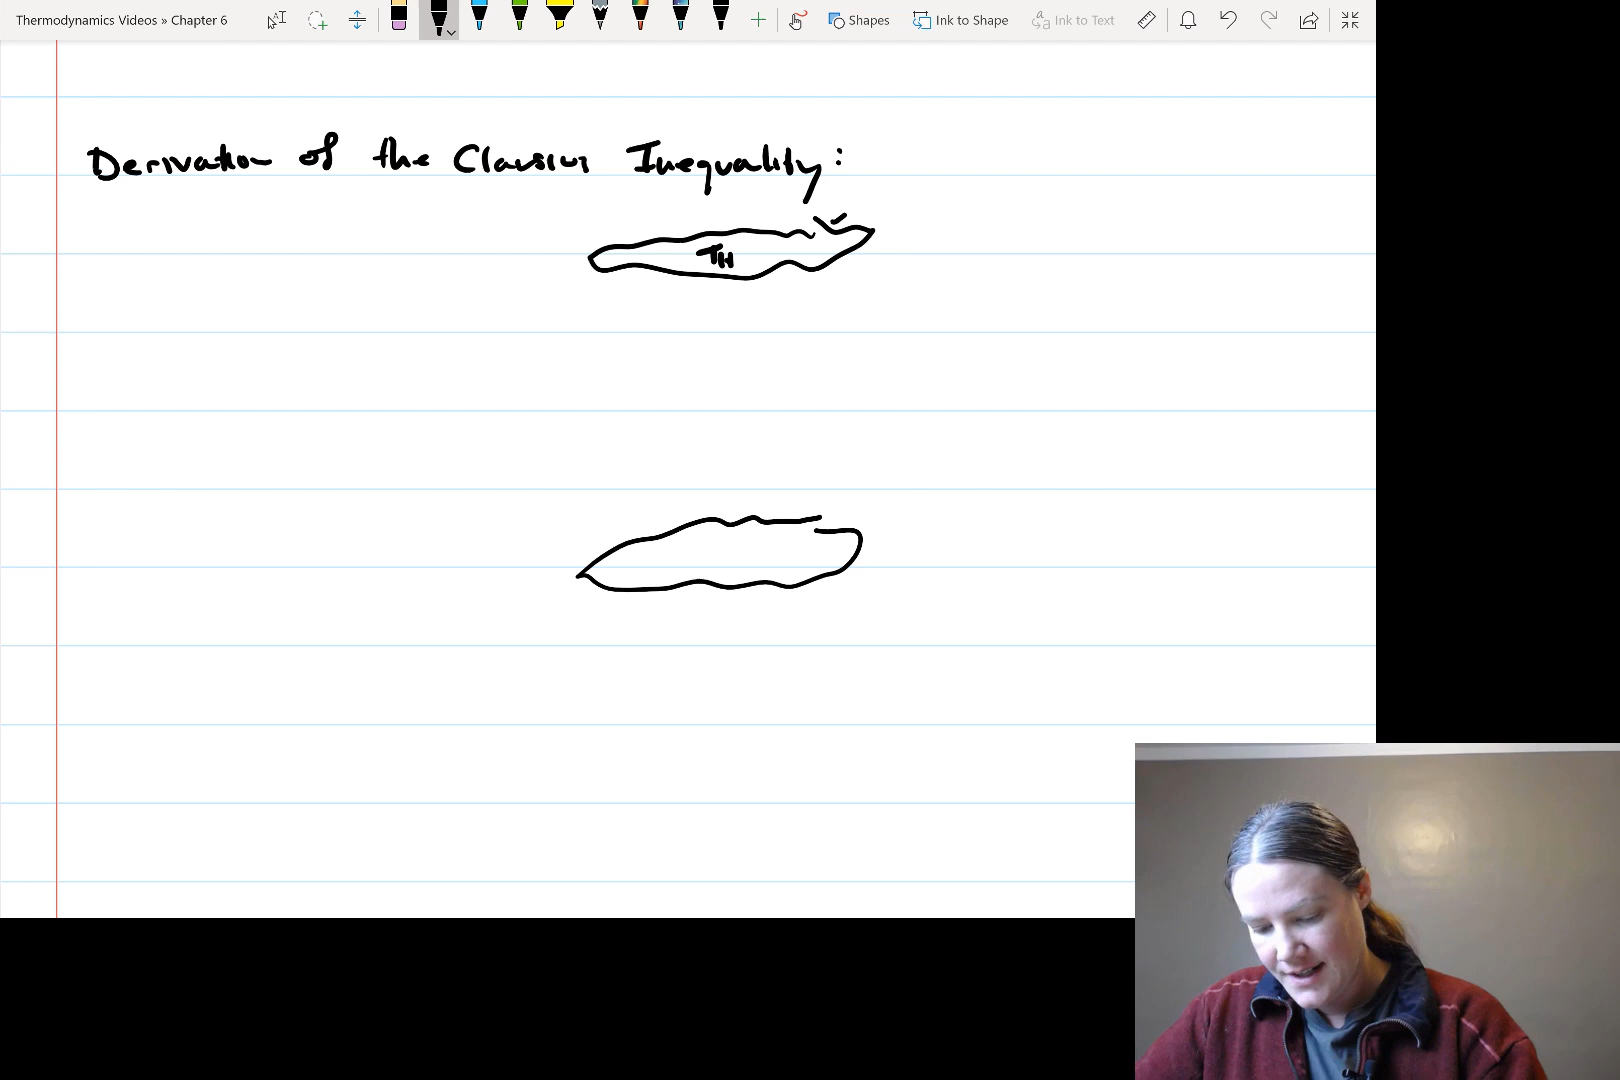 Thermodynamics Videos » Chapter 6 Shapes Ink to Shape Ink to Text
Derivation of the Clausius Inequality:
TH